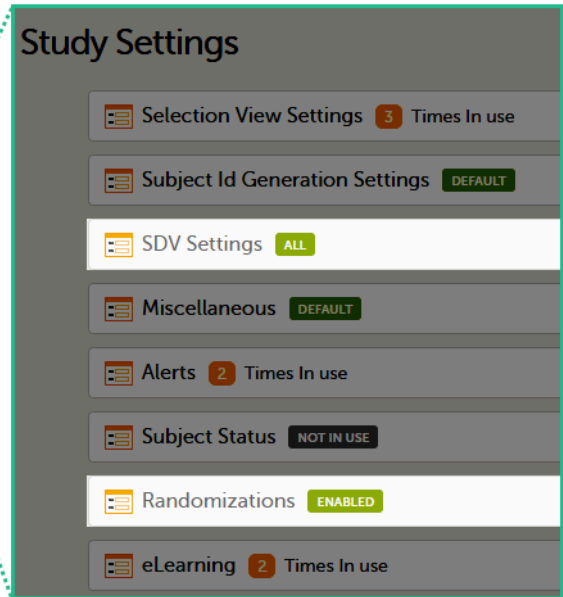 Study Settings
Selection View Settings 3 Times In use
Subject Id Generation Settings DEFAULT
SDV Settings ALL
Miscellaneous DEFAULT
Alerts 2 Times In use
Subject Status NOT IN USE
Randomizations ENABLED
eLearning 2 Times In use